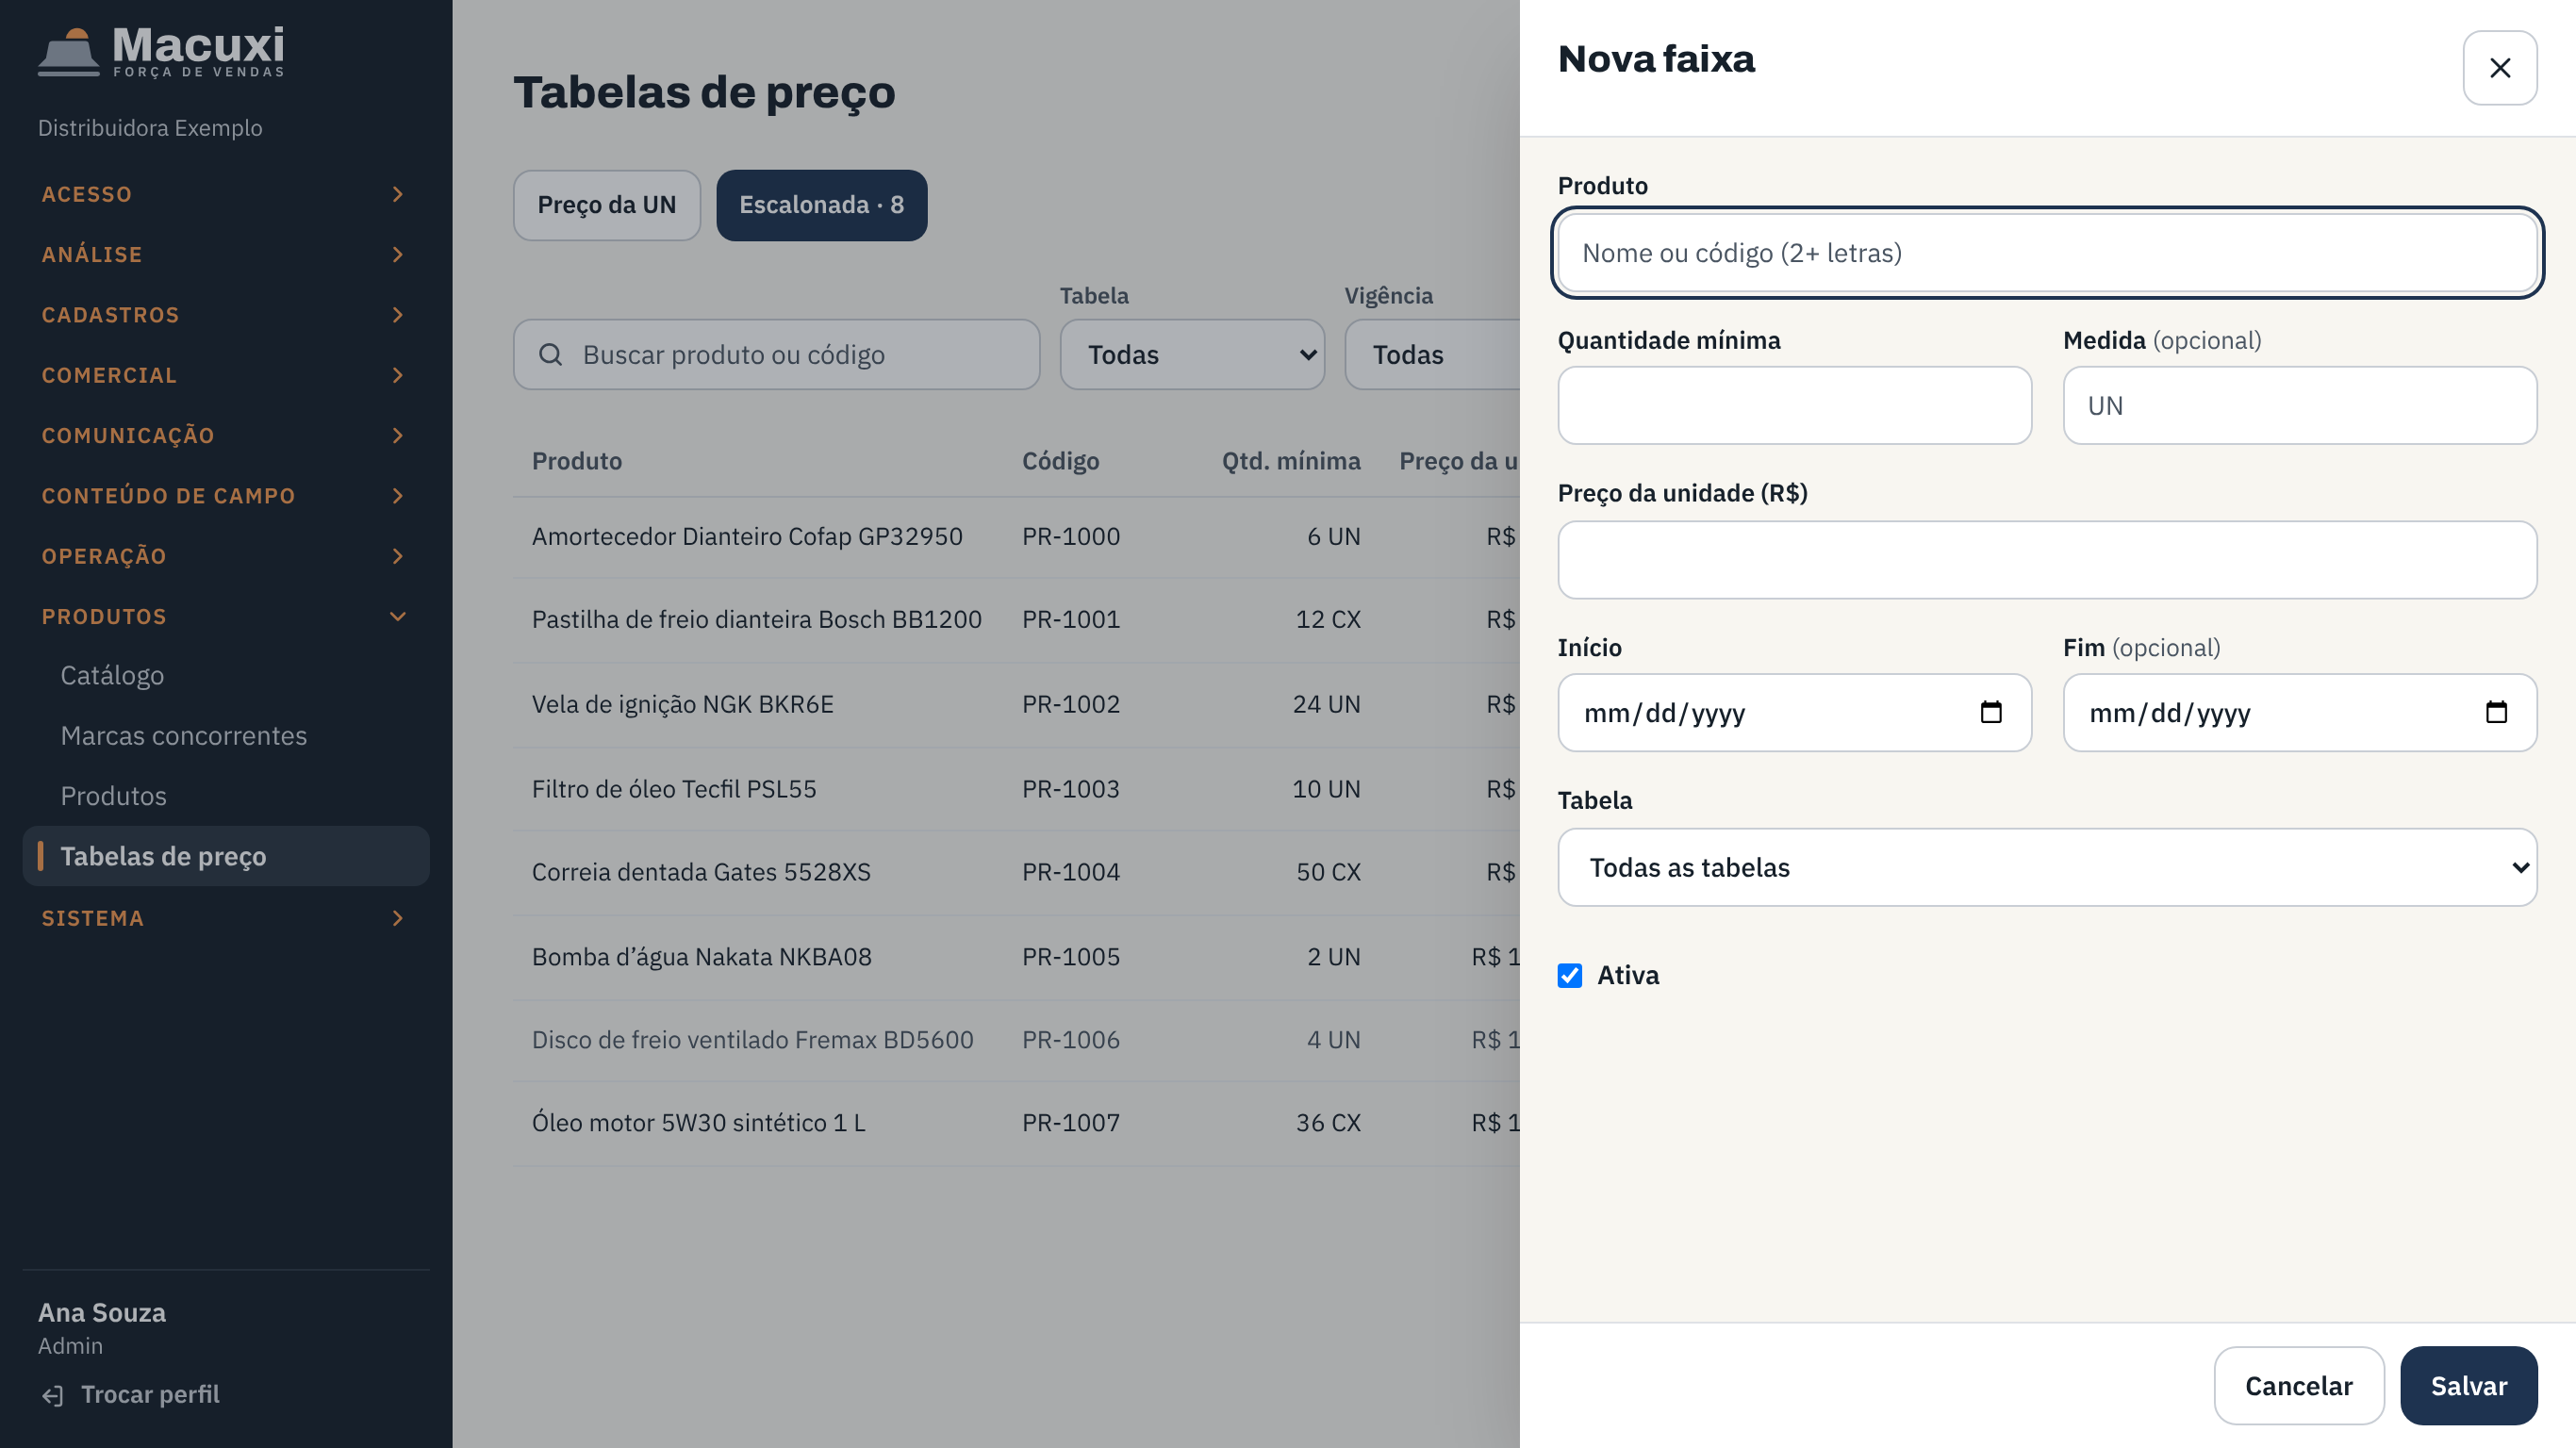 Macuxi
FORÇA DE VENDAS
Distribuidora Exemplo
ACESSO
ANÁLISE
CADASTROS
COMERCIAL
COMUNICAÇÃO
CONTEÚDO DE CAMPO
OPERAÇÃO
PRODUTOS
Catálogo
Marcas concorrentes
Produtos
Tabelas de preço
SISTEMA
Ana Souza
Admin
Trocar perfil
Tabelas de preço
Preço da UN
Escalonada · 8
Tabela
Vigência
Buscar produto ou código
Todas
Todas
Produto Código Qtd. mínima Preço da u
Amortecedor Dianteiro Cofap GP32950 PR-1000 6 UN R$
Pastilha de freio dianteira Bosch BB1200 PR-1001 12 CX R$
Vela de ignição NGK BKR6E PR-1002 24 UN R$
Filtro de óleo Tecfil PSL55 PR-1003 10 UN R$
Correia dentada Gates 5528XS PR-1004 50 CX R$
Bomba d’água Nakata NKBA08 PR-1005 2 UN R$ 1
Disco de freio ventilado Fremax BD5600 PR-1006 4 UN R$ 1
Óleo motor 5W30 sintético 1 L PR-1007 36 CX R$ 1
Nova faixa
Produto
Nome ou código (2+ letras)
Quantidade mínima
Medida (opcional)
UN
Preço da unidade (R$)
Início
Fim (opcional)
mm/dd/yyyy
mm/dd/yyyy
Tabela
Todas as tabelas
Ativa
Cancelar
Salvar